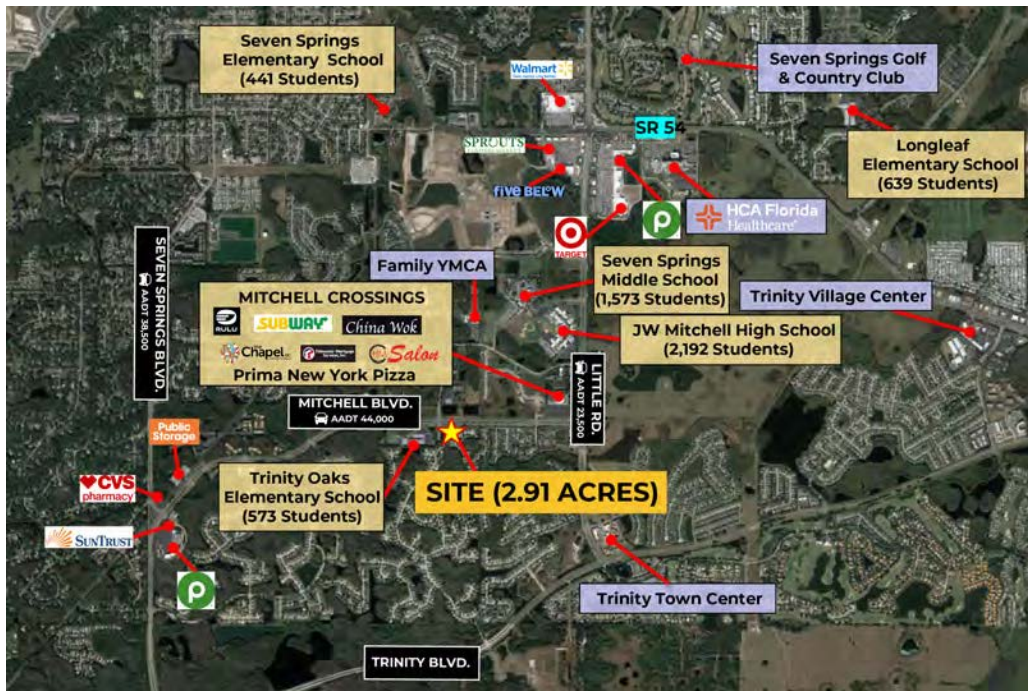 Seven Springs
Elementary School
(441 Students)
Walmart
Seven Springs Golf
& Country Club
SR 54
SPROUTS
FARMERS MARKET
five BELOW
Longleaf
Elementary School
(639 Students)
HCA Florida
Healthcare®
TARGET
p
Family YMCA
Seven Springs
Middle School
(1,573 Students)
Trinity Village Center
SEVEN SPRINGS BLVD.
AADT 38,500
MITCHELL CROSSINGS
RULU
SUBWAY
China Wok
Chapel
Salon
Prima New York Pizza
JW Mitchell High School
(2,192 Students)
LITTLE RD.
AADT 23,500
MITCHELL BLVD.
AADT 44,000
Public
Storage
CVS
pharmacy
Trinity Oaks
Elementary School
(573 Students)
SITE (2.91 ACRES)
SUNTRUST
p
Trinity Town Center
TRINITY BLVD.